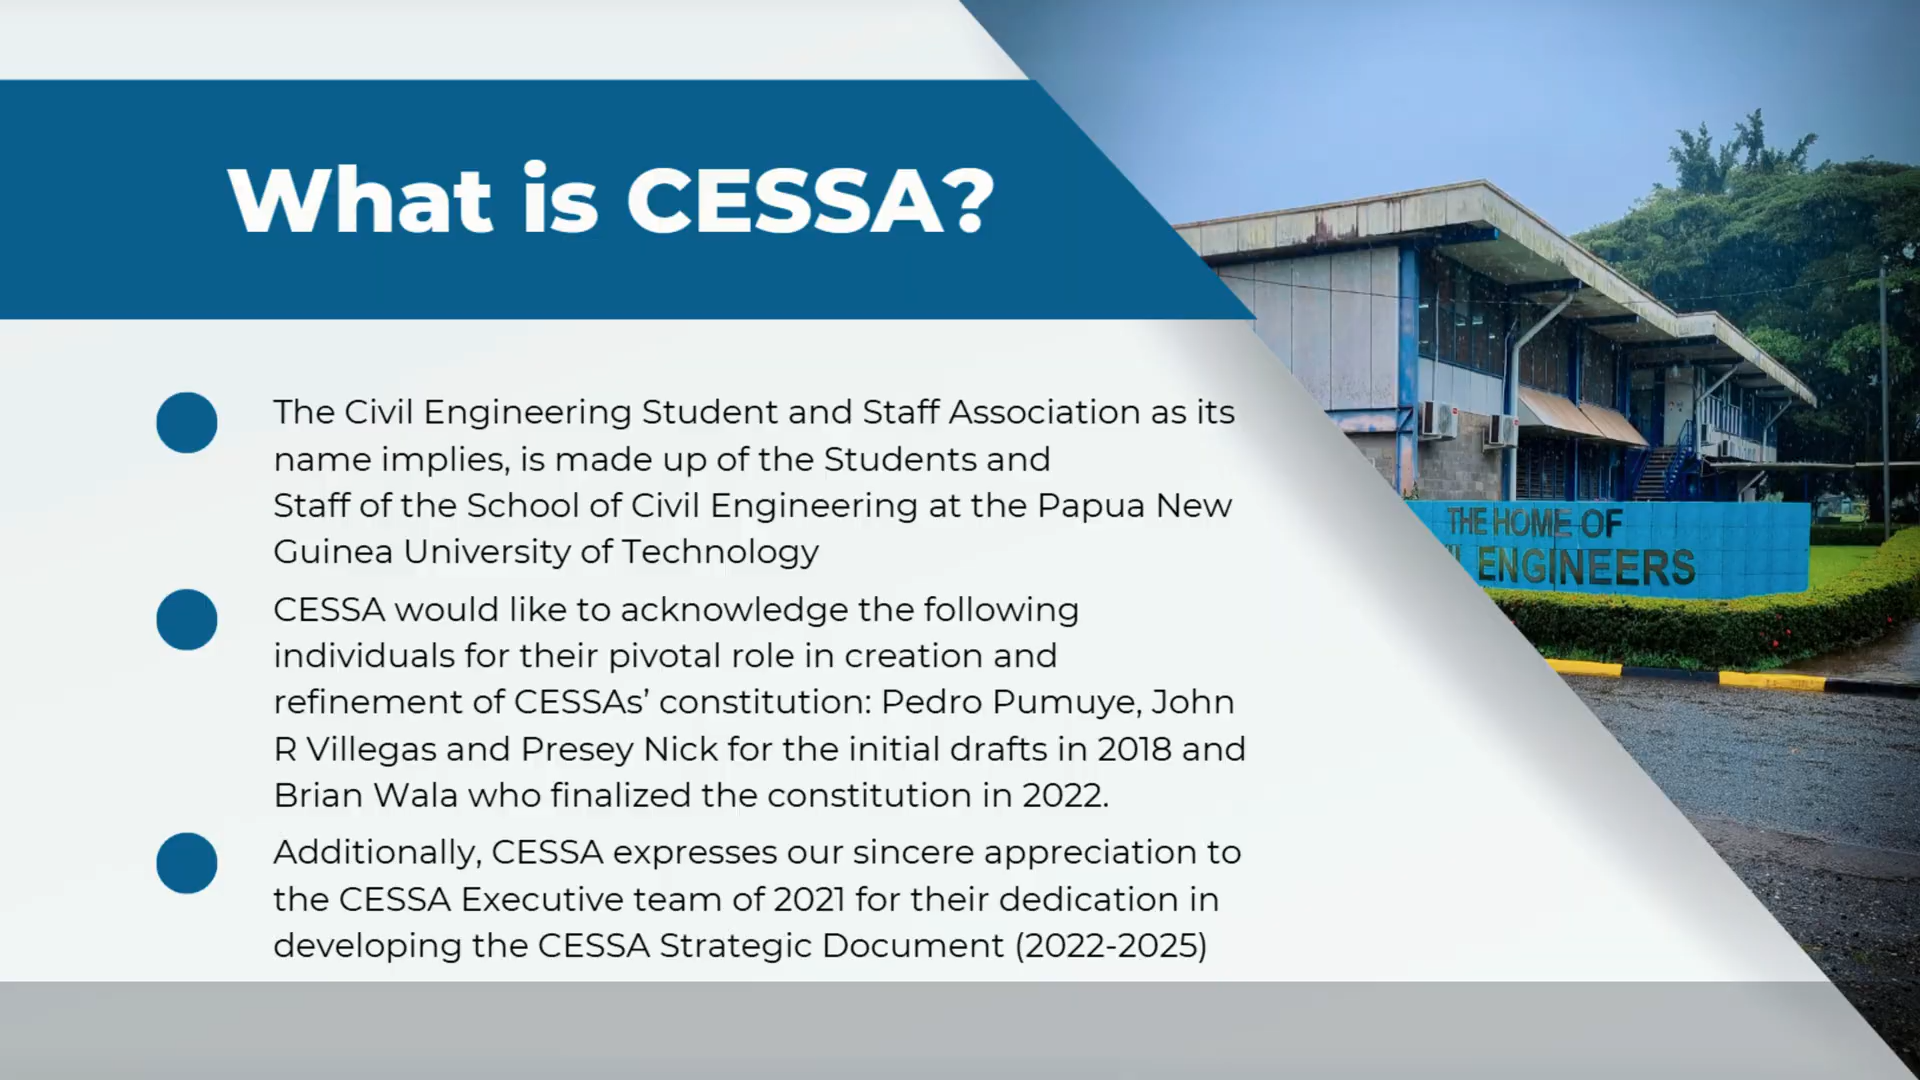 What is CESSA?
The Civil Engineering Student and Staff Association as its
name implies, is made up of the Students and
Staff of the School of Civil Engineering at the Papua New
Guinea University of Technology
CESSA would like to acknowledge the following
individuals for their pivotal role in creation and
refinement of CESSAs’ constitution: Pedro Pumuye, John
R Villegas and Presey Nick for the initial drafts in 2018 and
Brian Wala who finalized the constitution in 2022.
Additionally, CESSA expresses our sincere appreciation to
the CESSA Executive team of 2021 for their dedication in
developing the CESSA Strategic Document (2022-2025)
THE HOME OF
ENGINEERS